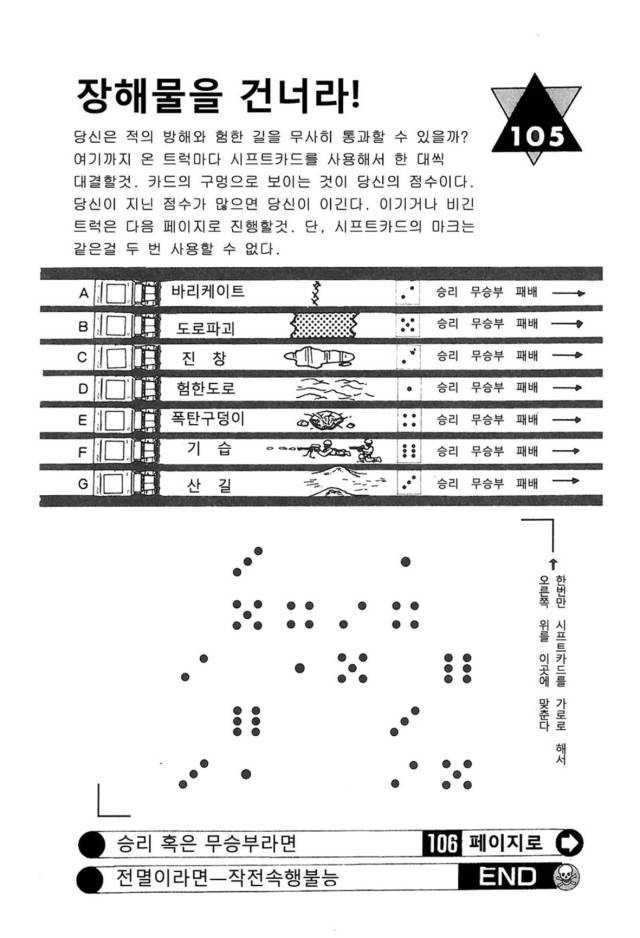 장해물을 건너라!
105
당신은 적의 방해와 험한 길을 무사히 통과할 수 있을까?
여기까지 온 트럭마다 시프트카드를 사용해서 한 대씩
대결할것. 카드의 구멍으로 보이는 것이 당신의 점수이다.
당신이 지닌 점수가 많으면 당신이 이긴다. 이기거나 비긴
트럭은 다음 페이지로 진행할것. 단, 시프트카드의 마크는
같은걸 두 번 사용할 수 없다.
A 바리케이트 승리 무승부 패배
B 도로파괴 승리 무승부 패배
C 진 창 승리 무승부 패배
D 험한도로 승리 무승부 패배
E 폭탄구덩이 승리 무승부 패배
F 기 습 승리 무승부 패배
G 산 길 승리 무승부 패배
한번만 시프트카드를 가로로 해서
오른쪽 위를 이곳에 맞춘다
승리 혹은 무승부라면 106 페이지로
전멸이라면—작전속행불능 END